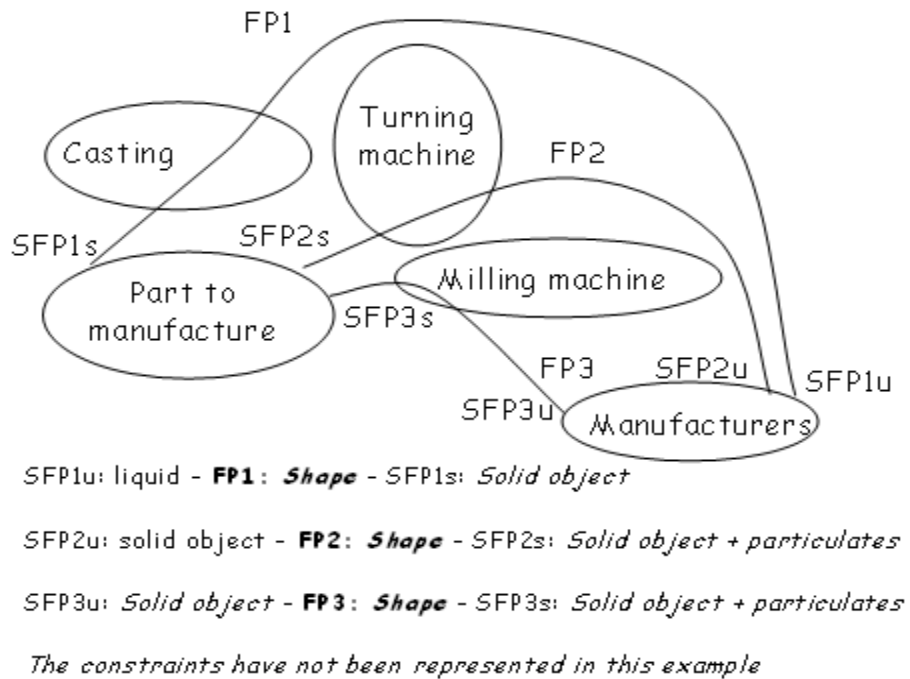 FP1
Turning
machine
Casting
FP2
SFP1s
SFP2s
Part to
manufacture
Milling machine
SFP3s
FP3
SFP2u
SFP1u
SFP3u
Manufacturers
SFP1u: liquid - FP1: Shape - SFP1s: Solid object
SFP2u: solid object - FP2: Shape - SFP2s: Solid object + particulates
SFP3u: Solid object - FP3: Shape - SFP3s: Solid object + particulates
The constraints have not been represented in this example